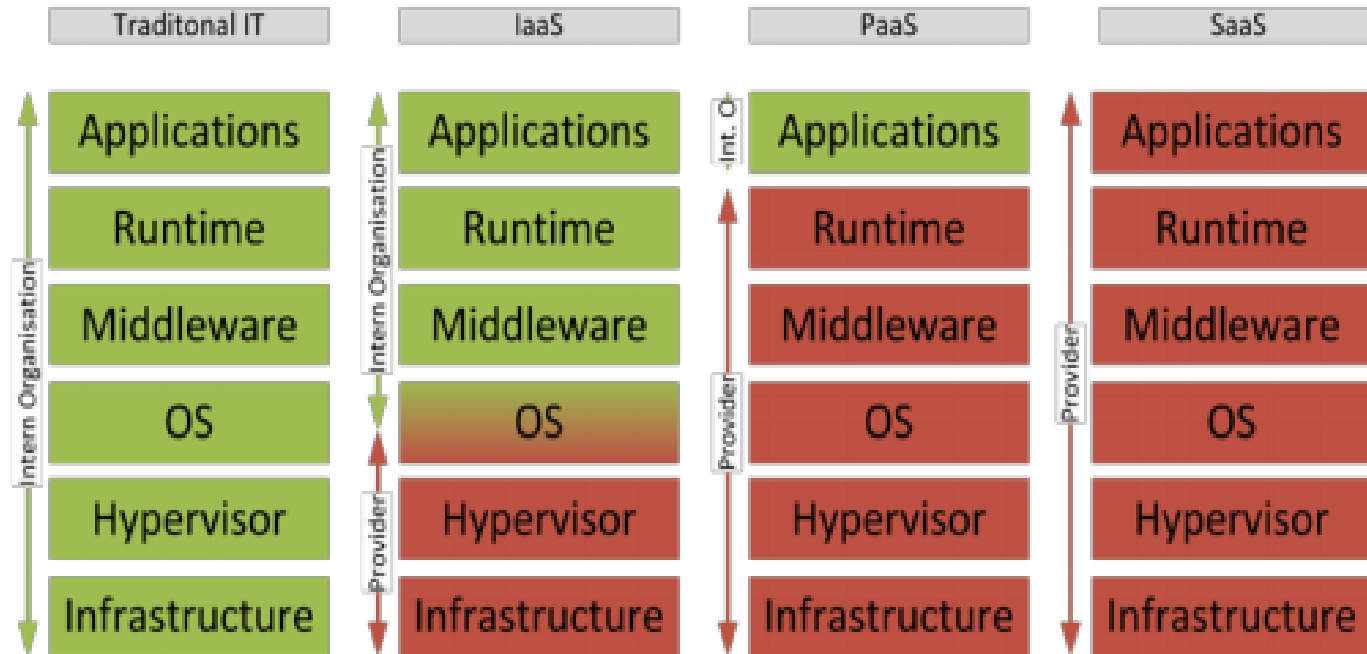 Traditonal IT
Intern Organisation
Applications
Runtime
Middleware
OS
Hypervisor
Infrastructure
IaaS
Intern Organisation
Provider
Applications
Runtime
Middleware
OS
Hypervisor
Infrastructure
PaaS
Int. O
Provider
Applications
Runtime
Middleware
OS
Hypervisor
Infrastructure
SaaS
Provider
Applications
Runtime
Middleware
OS
Hypervisor
Infrastructure